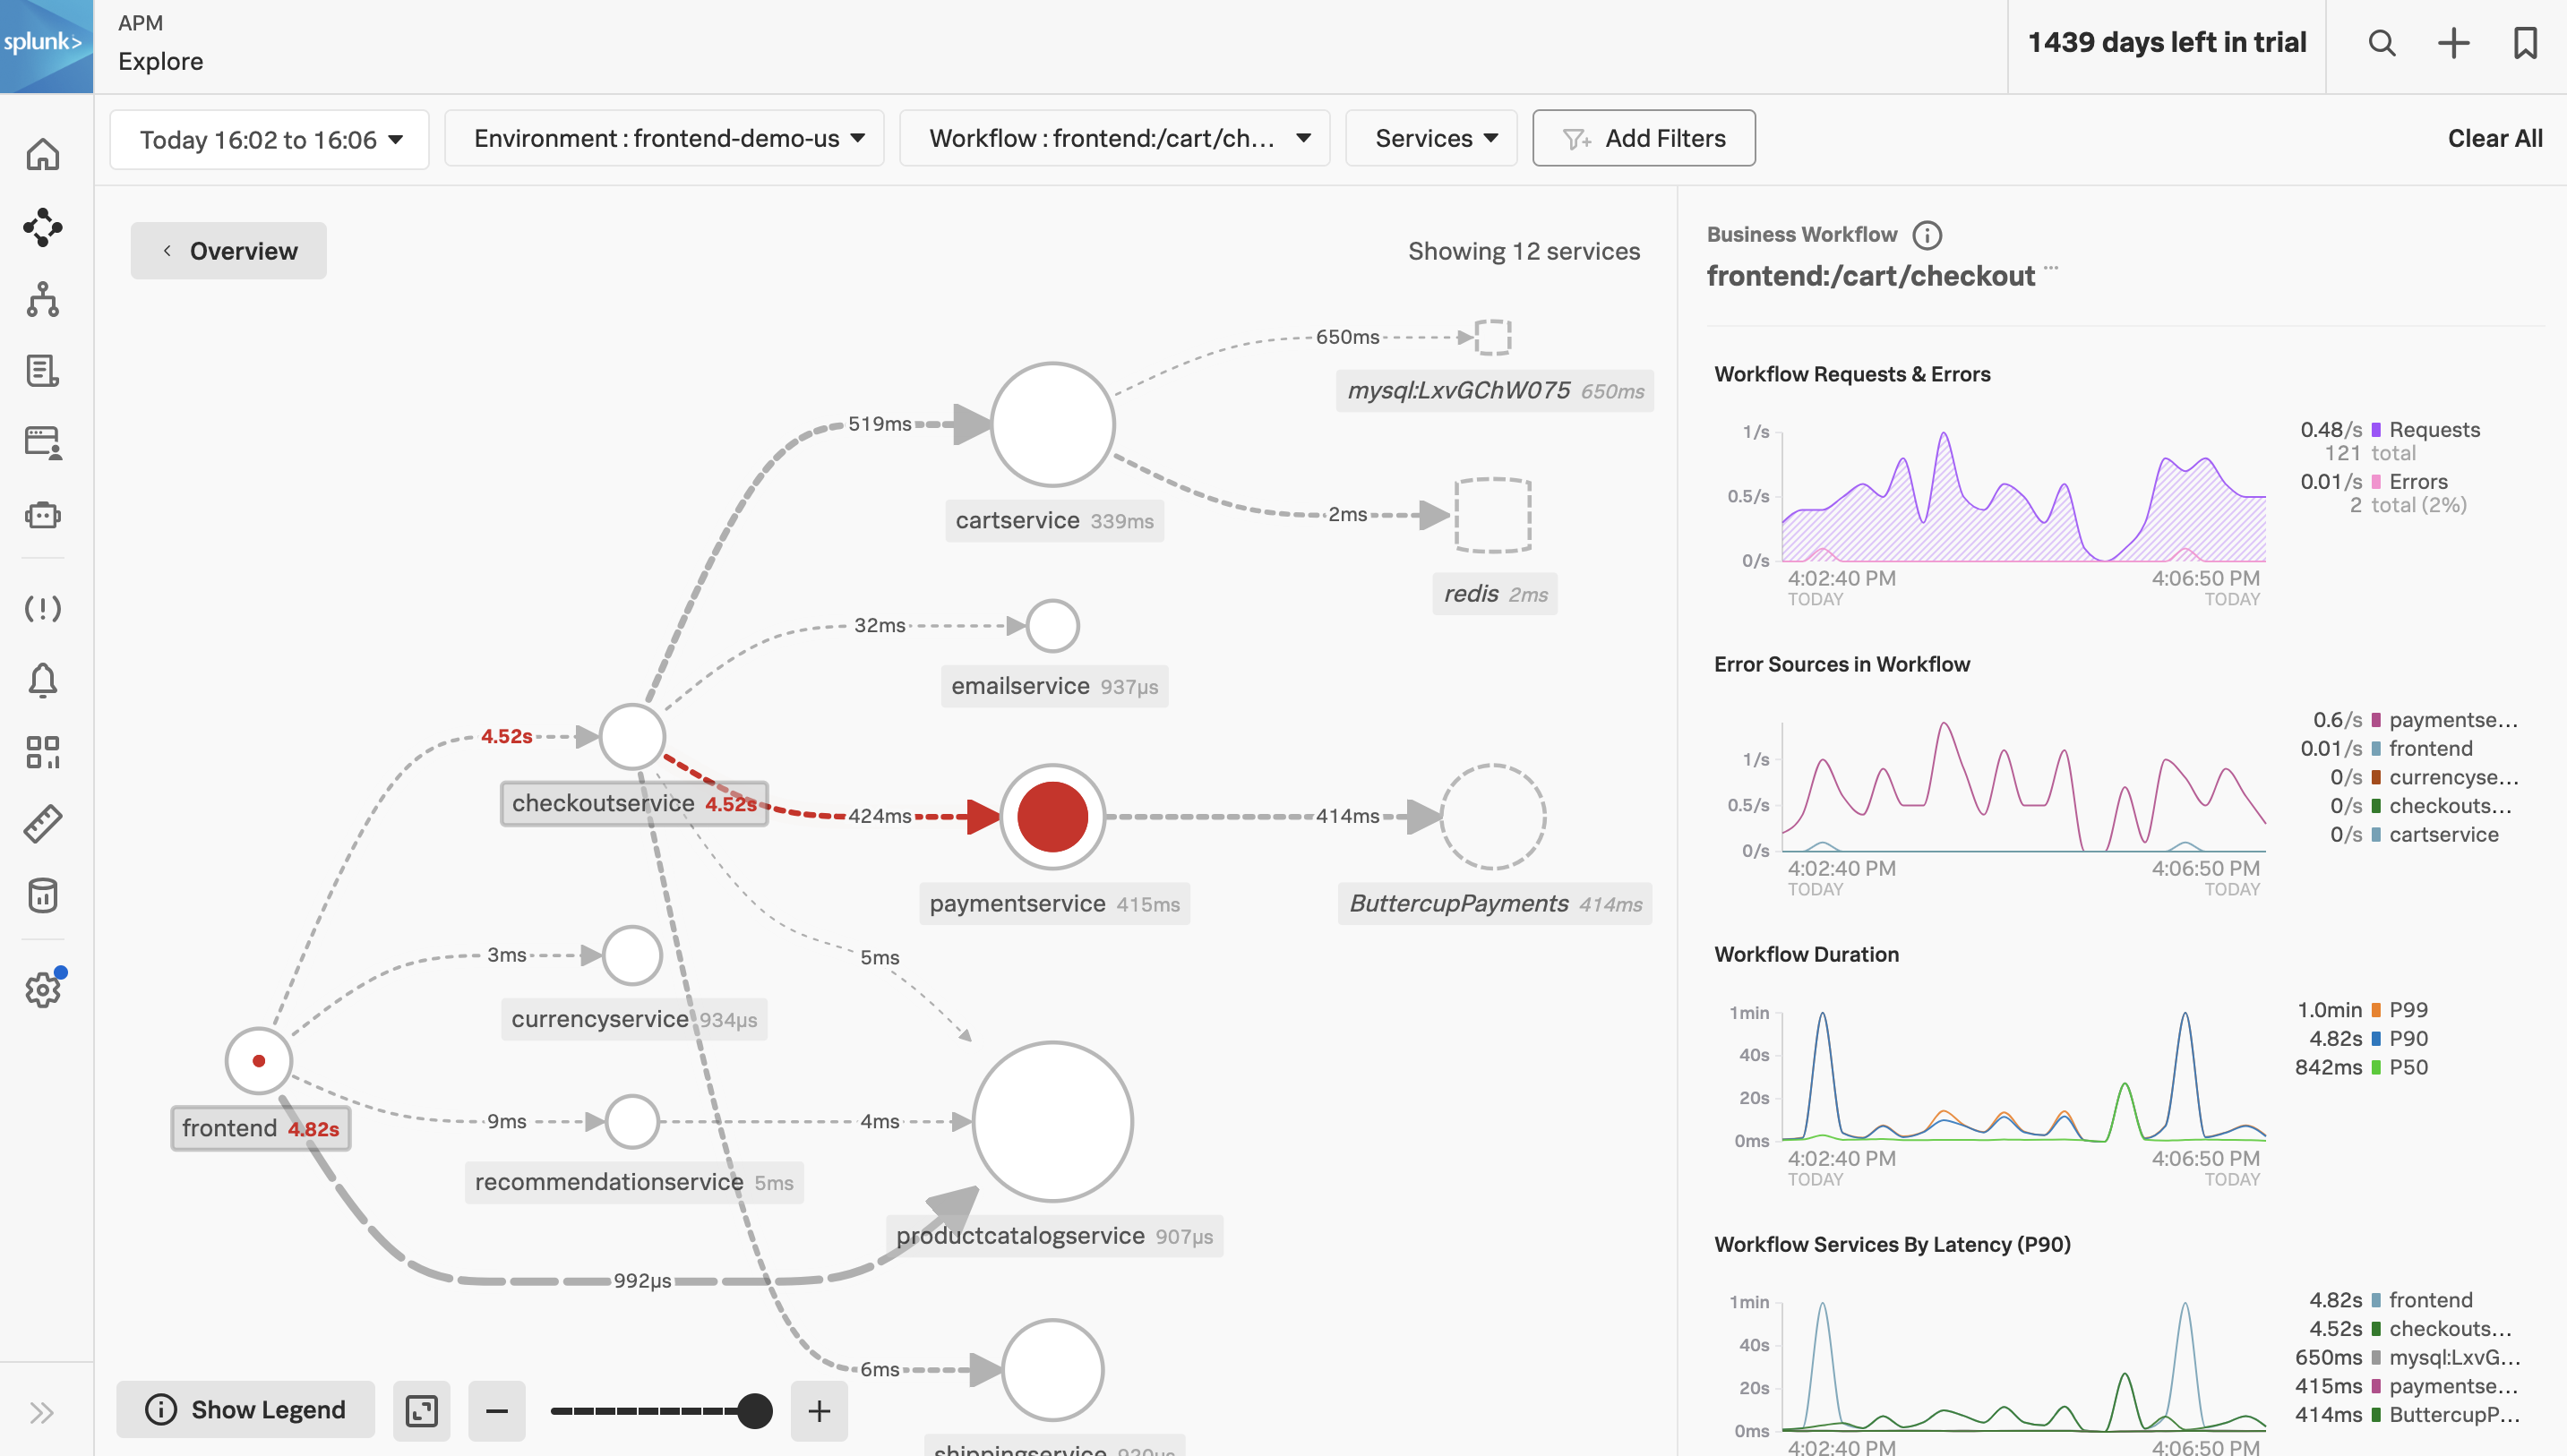 splunk>
APM
Explore
1439 days left in trial
Today 16:02 to 16:06
Environment : frontend-demo-us
Workflow : frontend:/cart/ch...
Services
Add Filters
Clear All
Overview
Showing 12 services
650ms
mysql:LxvGChW075 650ms
519ms
cartservice 339ms
2ms
redis 2ms
32ms
emailservice 937µs
4.52s
checkoutservice 4.52s
424ms
paymentservice 415ms
414ms
ButtercupPayments 414ms
3ms
currencyservice 934µs
5ms
frontend 4.82s
9ms
recommendationservice 5ms
4ms
productcatalogservice 907µs
992µs
6ms
shippingservice 920µs
Show Legend
Business Workflow
frontend:/cart/checkout ...
Workflow Requests & Errors
1/s
0.5/s
0/s
4:02:40 PM
TODAY
4:06:50 PM
TODAY
0.48/s Requests
121 total
0.01/s Errors
2 total (2%)
Error Sources in Workflow
1/s
0.5/s
0/s
4:02:40 PM
TODAY
4:06:50 PM
TODAY
0.6/s paymentse...
0.01/s frontend
0/s currencyse...
0/s checkouts...
0/s cartservice
Workflow Duration
1min
40s
20s
0ms
4:02:40 PM
TODAY
4:06:50 PM
TODAY
1.0min P99
4.82s P90
842ms P50
Workflow Services By Latency (P90)
1min
40s
20s
0ms
4:02:40 PM
4:06:50 PM
4.82s frontend
4.52s checkouts...
650ms mysql:LxvG...
415ms paymentse...
414ms ButtercupP...